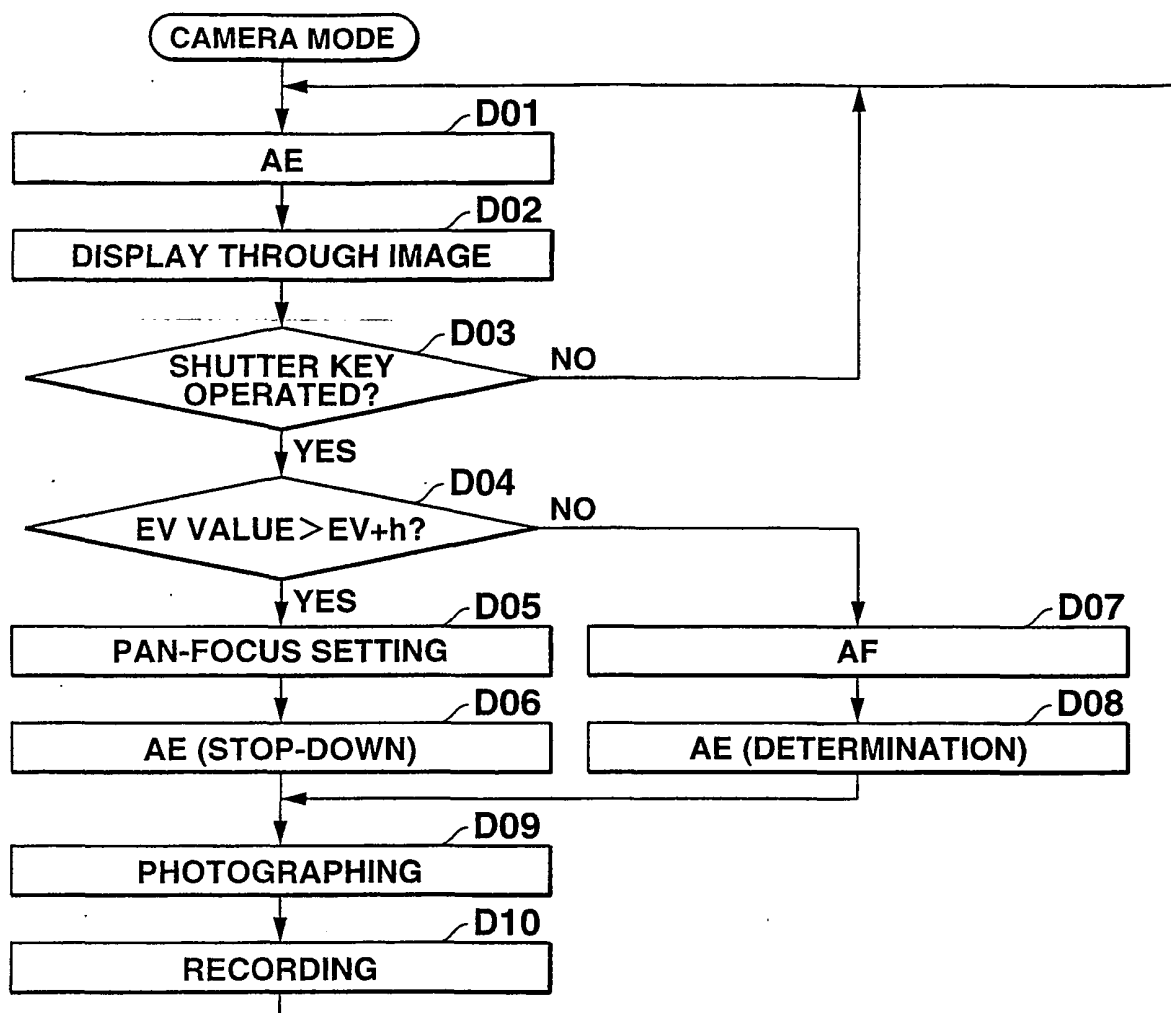 CAMERA MODE
D01
AE
D02
DISPLAY THROUGH IMAGE
D03
SHUTTER KEY
OPERATED?
NO
YES
D04
EV VALUE>EV+h?
NO
YES
D05
PAN-FOCUS SETTING
D07
AF
D06
AE (STOP-DOWN)
D08
AE (DETERMINATION)
D09
PHOTOGRAPHING
D10
RECORDING